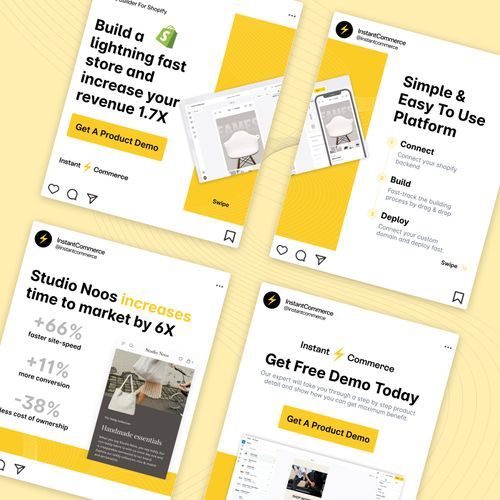 Builder For Shopify
Build a
lightning fast
store and
increase your
revenue 1.7X
Get A Product Demo
Instant Commerce
Swipe
EAMES
InstantCommerce
@instantcommerce
Simple &
Easy To Use
Platform
1 Connect
Connect your shopify
backend
2 Build
Fast-track the building
process by drag & drop
3 Deploy
Connect your custom
domain and deploy fast.
Swipe
InstantCommerce
@instantcommerce
Studio Noos increases
time to market by 6X
+66%
foster site-speed
+11%
more conversion
-38%
less cost of ownership
Studio Noos
Handmade essentials
InstantCommerce
@instantcommerce
Instant Commerce
Get Free Demo Today
Our expert will take you through a step by step product
detail and show how you can get maximum benefit.
Get A Product Demo